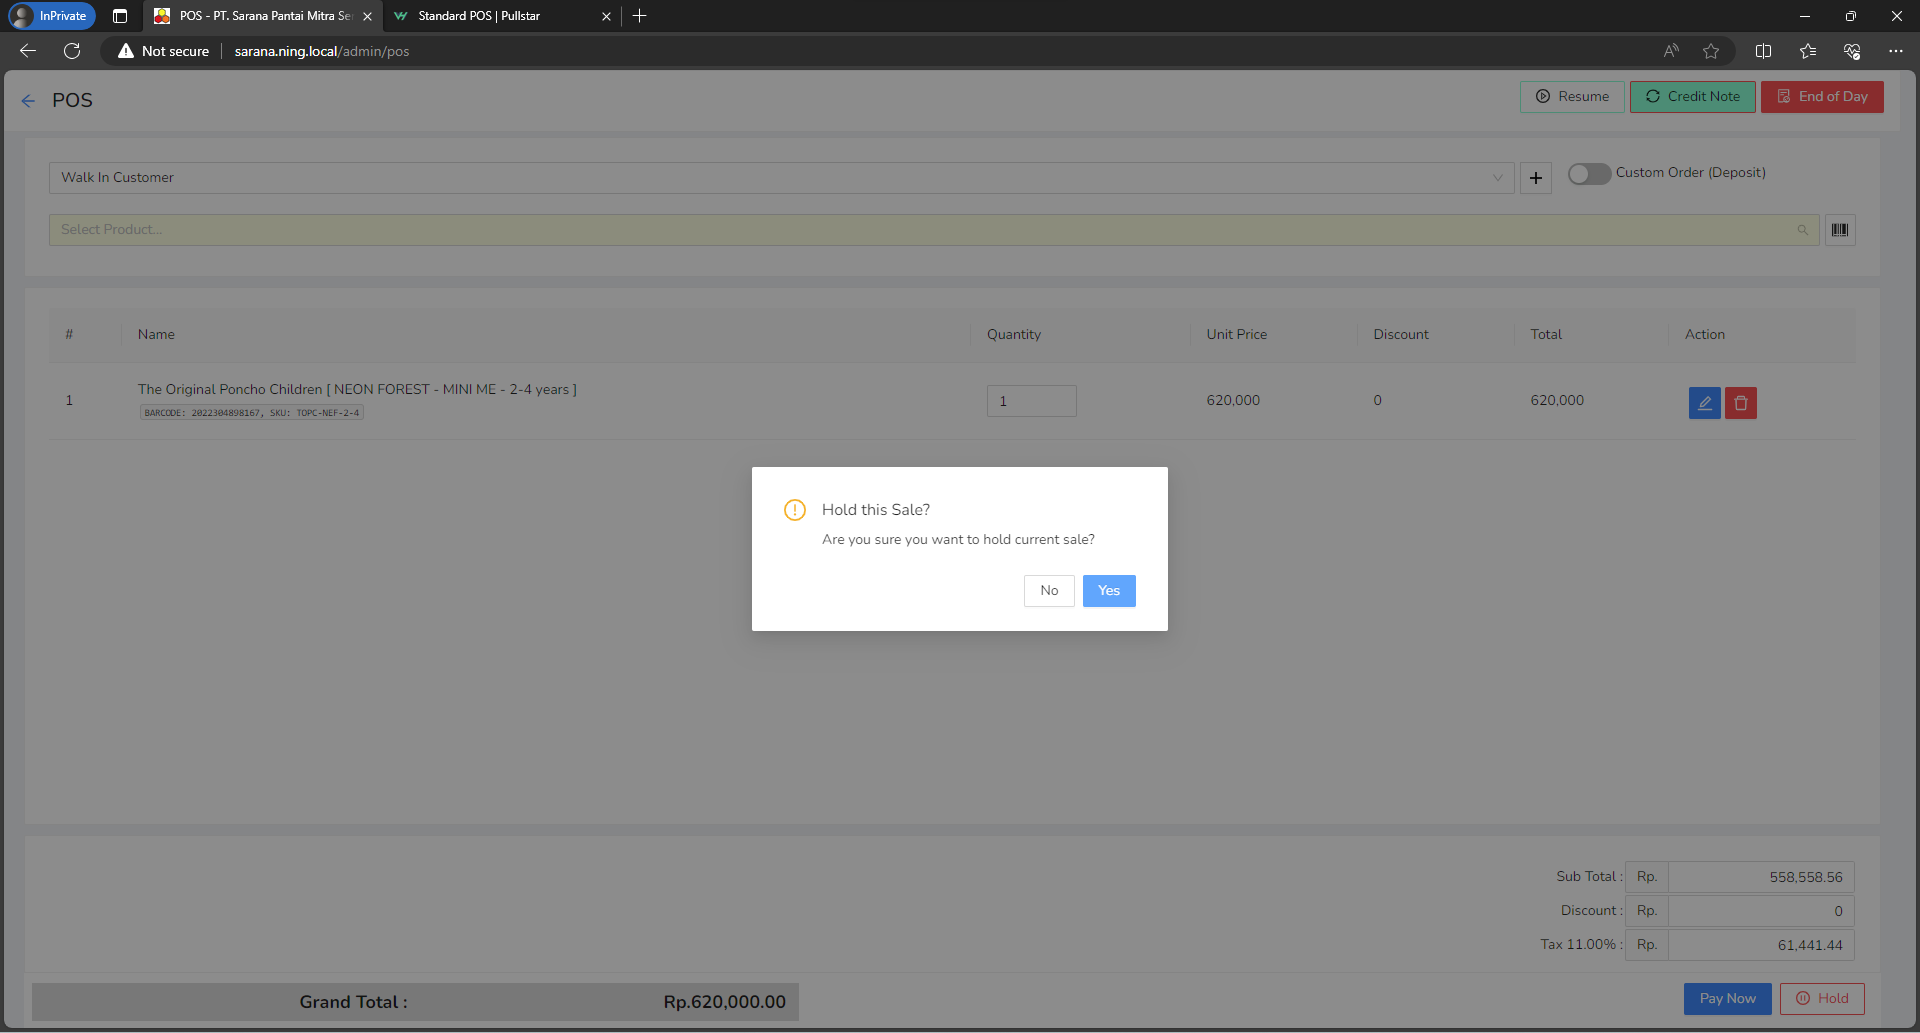 InPrivate
POS - PT. Sarana Pantai Mitra Se
Standard POS | Pullstar
Not secure
sarana.ning.local/admin/pos
POS
Resume
Credit Note
End of Day
Walk In Customer
Custom Order (Deposit)
Select Product...
# Name Quantity Unit Price Discount Total Action
The Original Poncho Children [ NEON FOREST - MINI ME - 2-4 years ]
1 1 620,000 0 620,000
BARCODE: 2022304898167, SKU: TOPC-NEF-2-4
Hold this Sale?
Are you sure you want to hold current sale?
No Yes
Sub Total : Rp. 558,558.56
Discount : Rp. 0
Tax 11.00% : Rp. 61,441.44
Grand Total : Rp.620,000.00
Pay Now
Hold